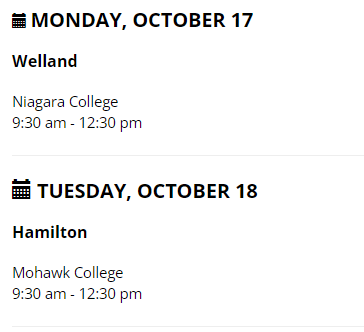 MONDAY, OCTOBER 17
Welland
Niagara College
9:30 am - 12:30 pm
TUESDAY, OCTOBER 18
Hamilton
Mohawk College
9:30 am - 12:30 pm